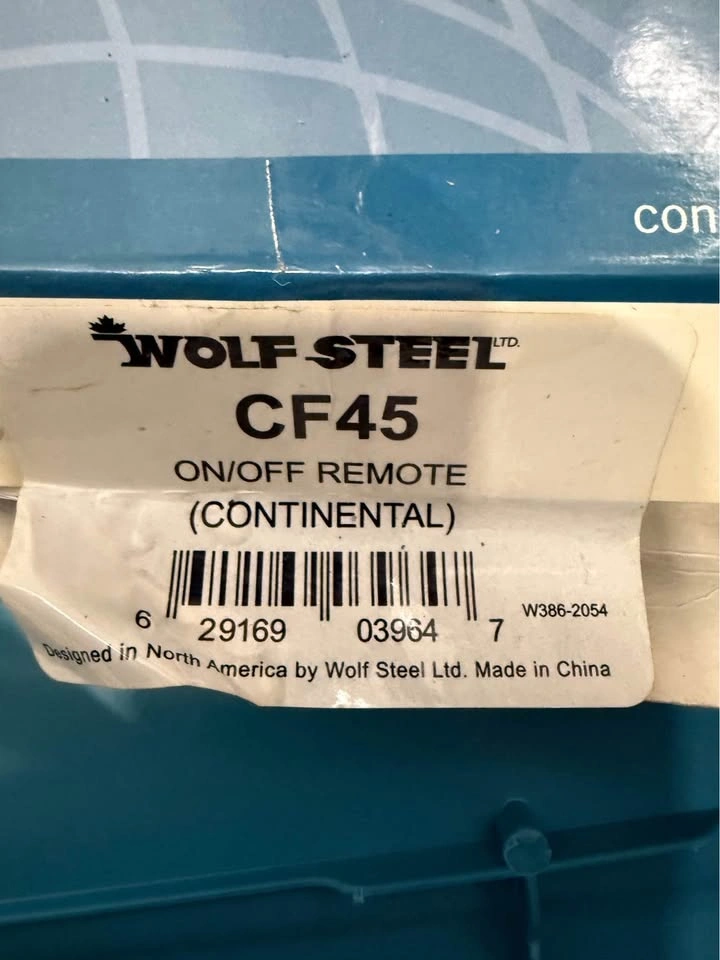 con
WOLF STEEL LTD.
CF45
ON/OFF REMOTE
(CONTINENTAL)
6 29169 03964 7
W386-2054
Designed in North America by Wolf Steel Ltd. Made in China